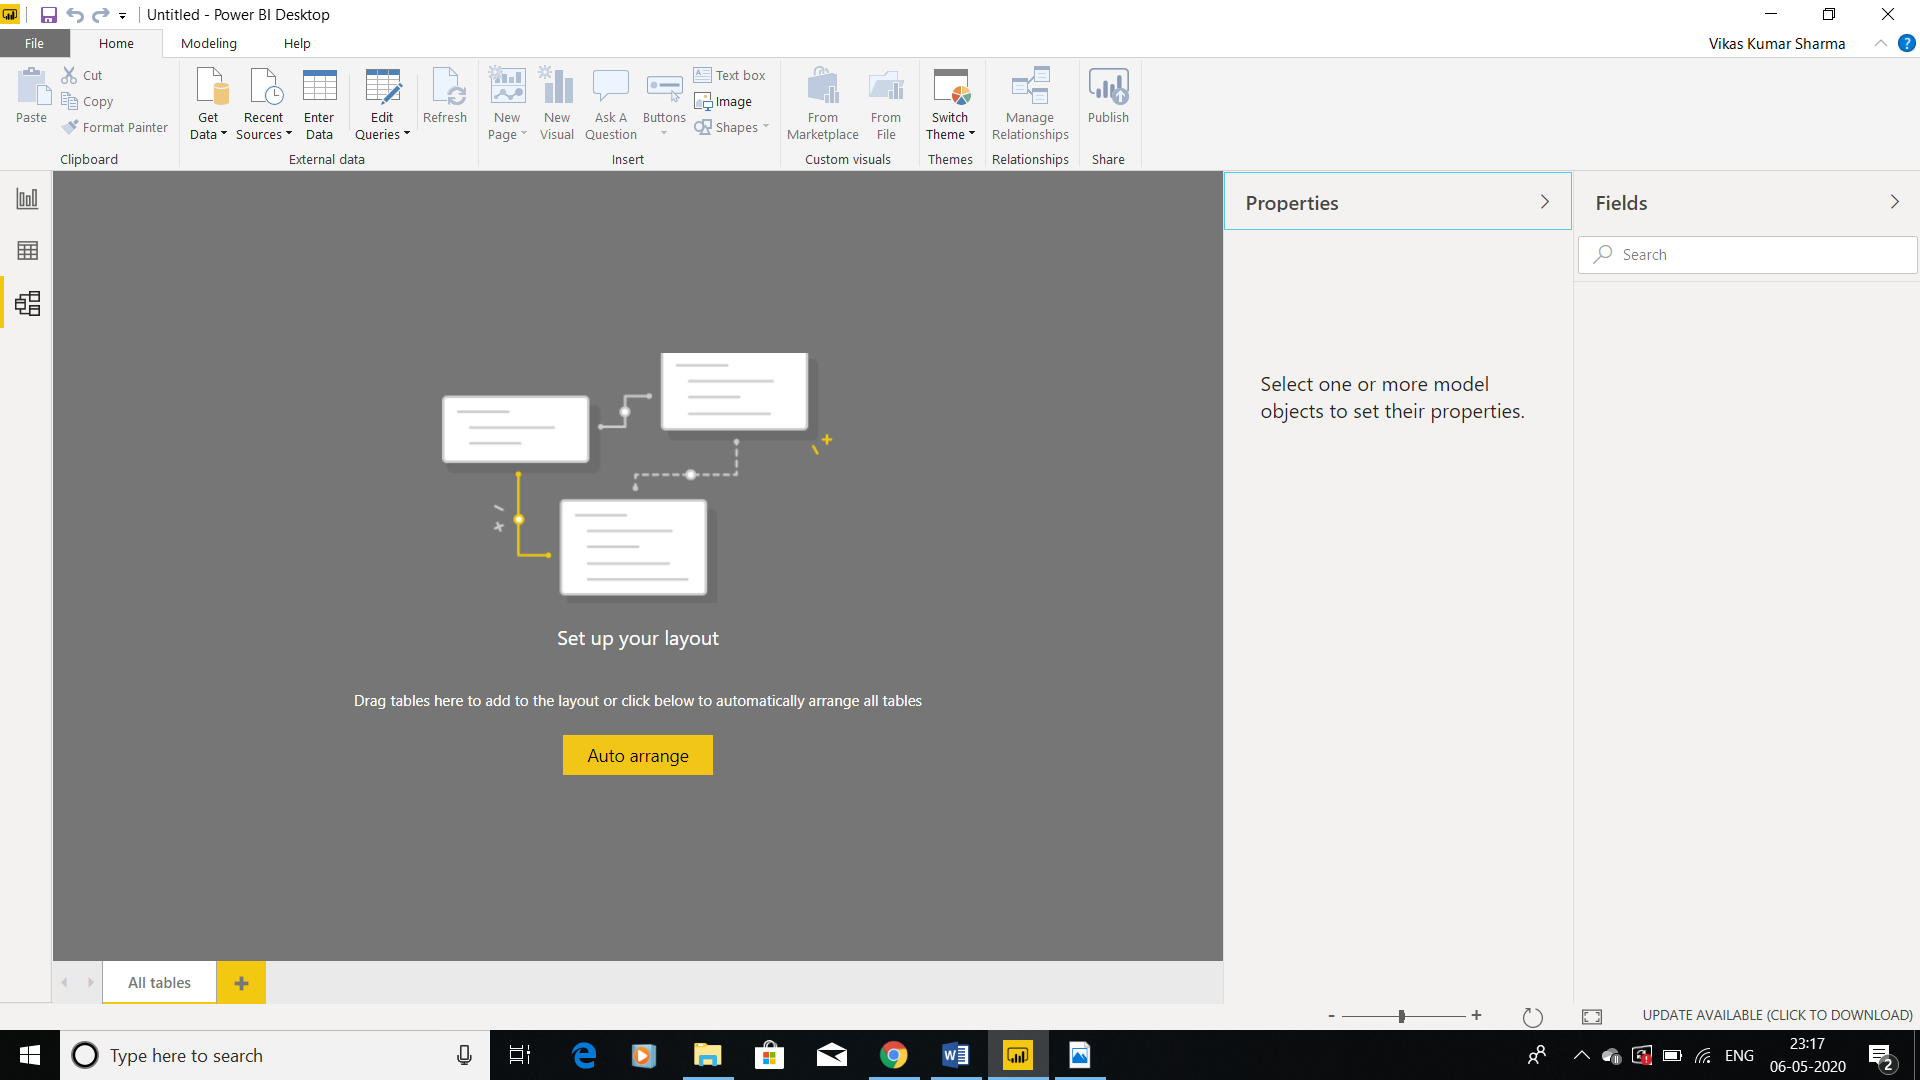 Untitled - Power BI Desktop
File
Home
Modeling
Help
Vikas Kumar Sharma
?
Paste
Cut
Copy
Format Painter
Clipboard
Get Data
Recent Sources
Enter Data
Edit Queries
Refresh
External data
New Page
New Visual
Ask A Question
Buttons
Text box
Image
Shapes
Insert
From Marketplace
From File
Custom visuals
Switch Theme
Themes
Manage Relationships
Relationships
Publish
Share
Properties
Select one or more model
objects to set their properties.
Fields
Search
Set up your layout
Drag tables here to add to the layout or click below to automatically arrange all tables
Auto arrange
All tables
+
- +
UPDATE AVAILABLE (CLICK TO DOWNLOAD)
Type here to search
ENG
23:17
06-05-2020
2